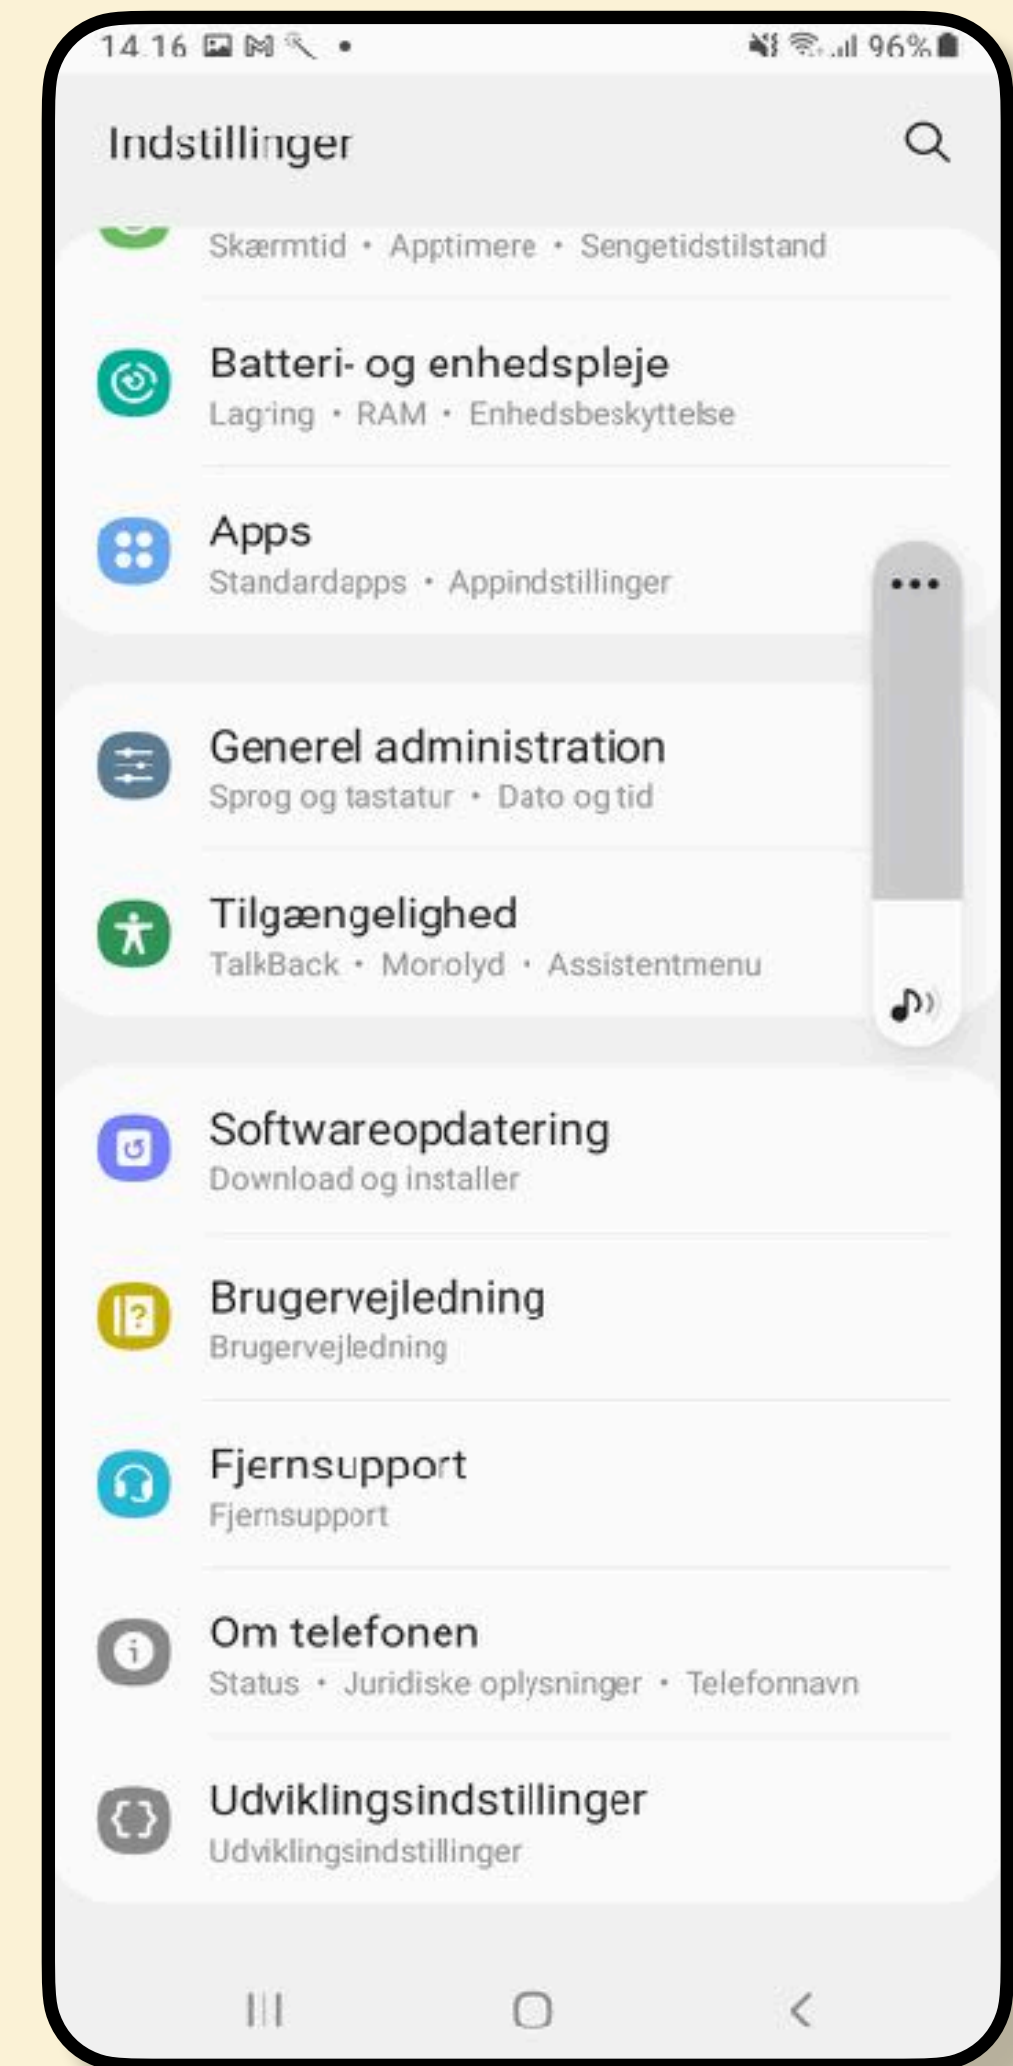 14.16 96%
Indstillinger
Skærmtid • Apptimere • Sengetidstilstand
Batteri- og enhedspleje
Lagring • RAM • Enhedsbeskyttelse
Apps
Standardapps • Appindstillinger
Generel administration
Sprog og tastatur • Dato og tid
Tilgængelighed
TalkBack • Monolyd • Assistentmenu
Softwareopdatering
Download og installer
Brugervejledning
Brugervejledning
Fjernsupport
Fjernsupport
Om telefonen
Status • Juridiske oplysninger • Telefonnavn
Udviklingsindstillinger
Udviklingsindstillinger